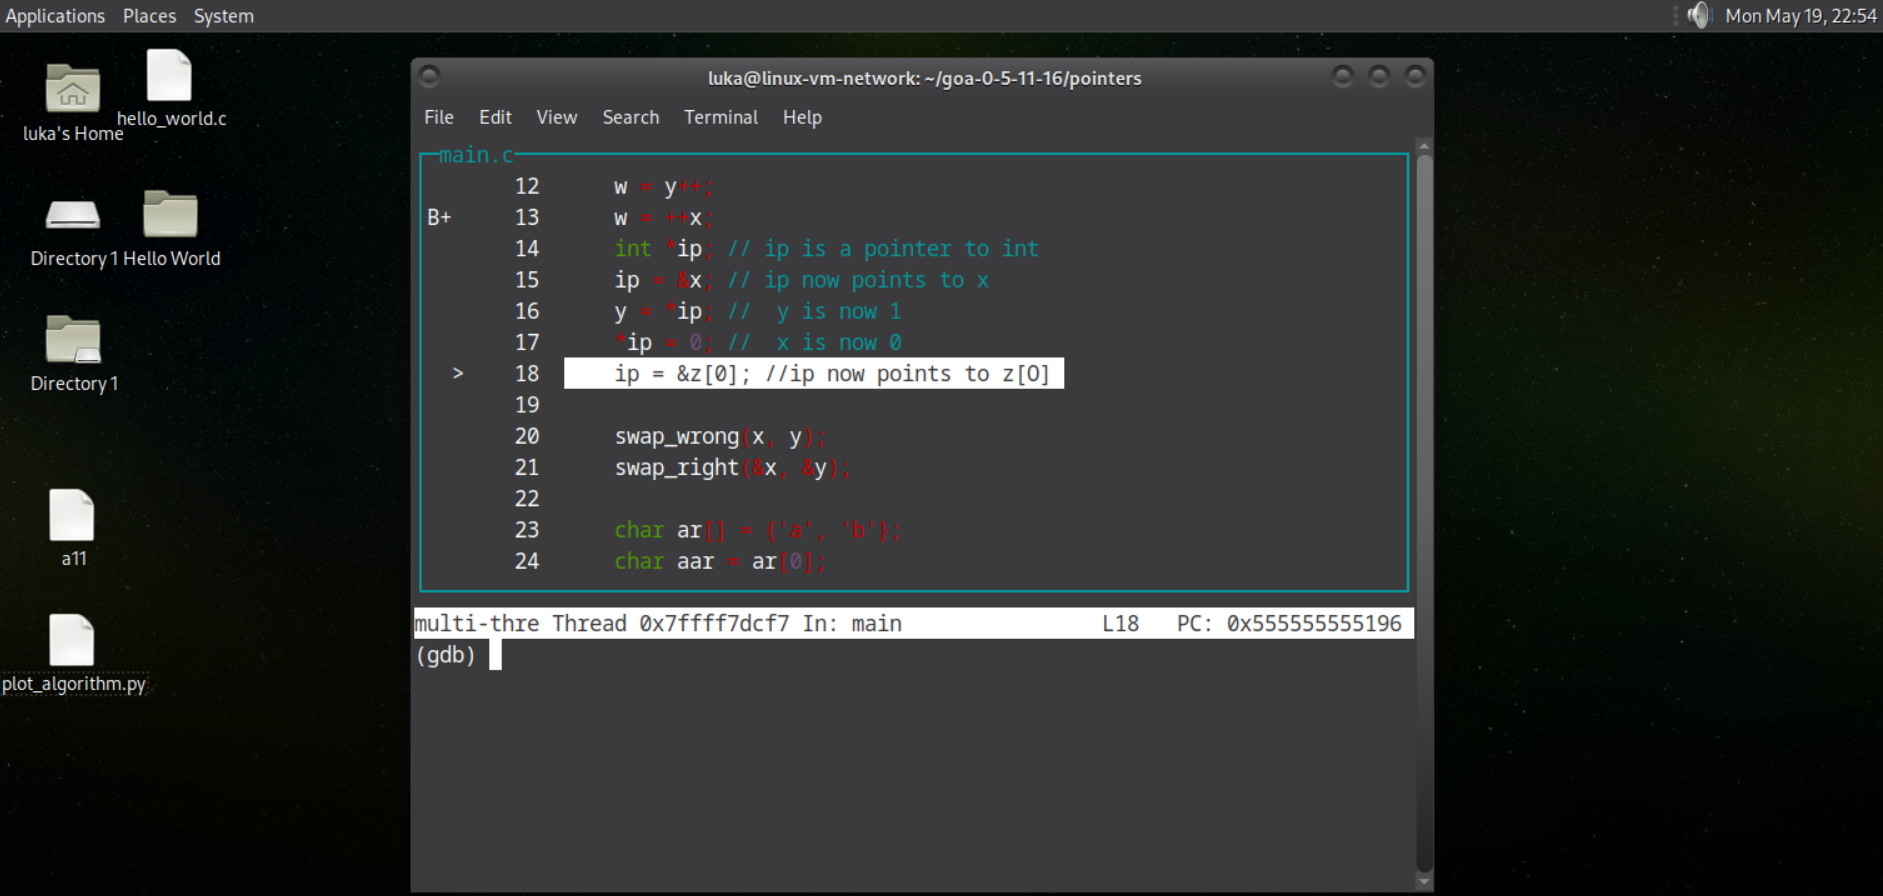 Applications Places System
Mon May 19, 22:54
luka's Home
hello_world.c
Directory 1
Hello World
Directory 1
a11
plot_algorithm.py
luka@linux-vm-network: ~/goa-0-5-11-16/pointers
File Edit View Search Terminal Help
main.c
12 w = y++;
B+ 13 w = ++x;
14 int *ip; // ip is a pointer to int
15 ip = &x; // ip now points to x
16 y = *ip; //  y is now 1
17 *ip = 0; //  x is now 0
> 18 ip = &z[0]; //ip now points to z[O]
19
20 swap_wrong(x, y);
21 swap_right(&x, &y);
22
23 char ar[] = {'a', 'b'};
24 char aar = ar[0];
multi-thre Thread 0x7ffff7dcf7 In: main L18 PC: 0x555555555196
(gdb)